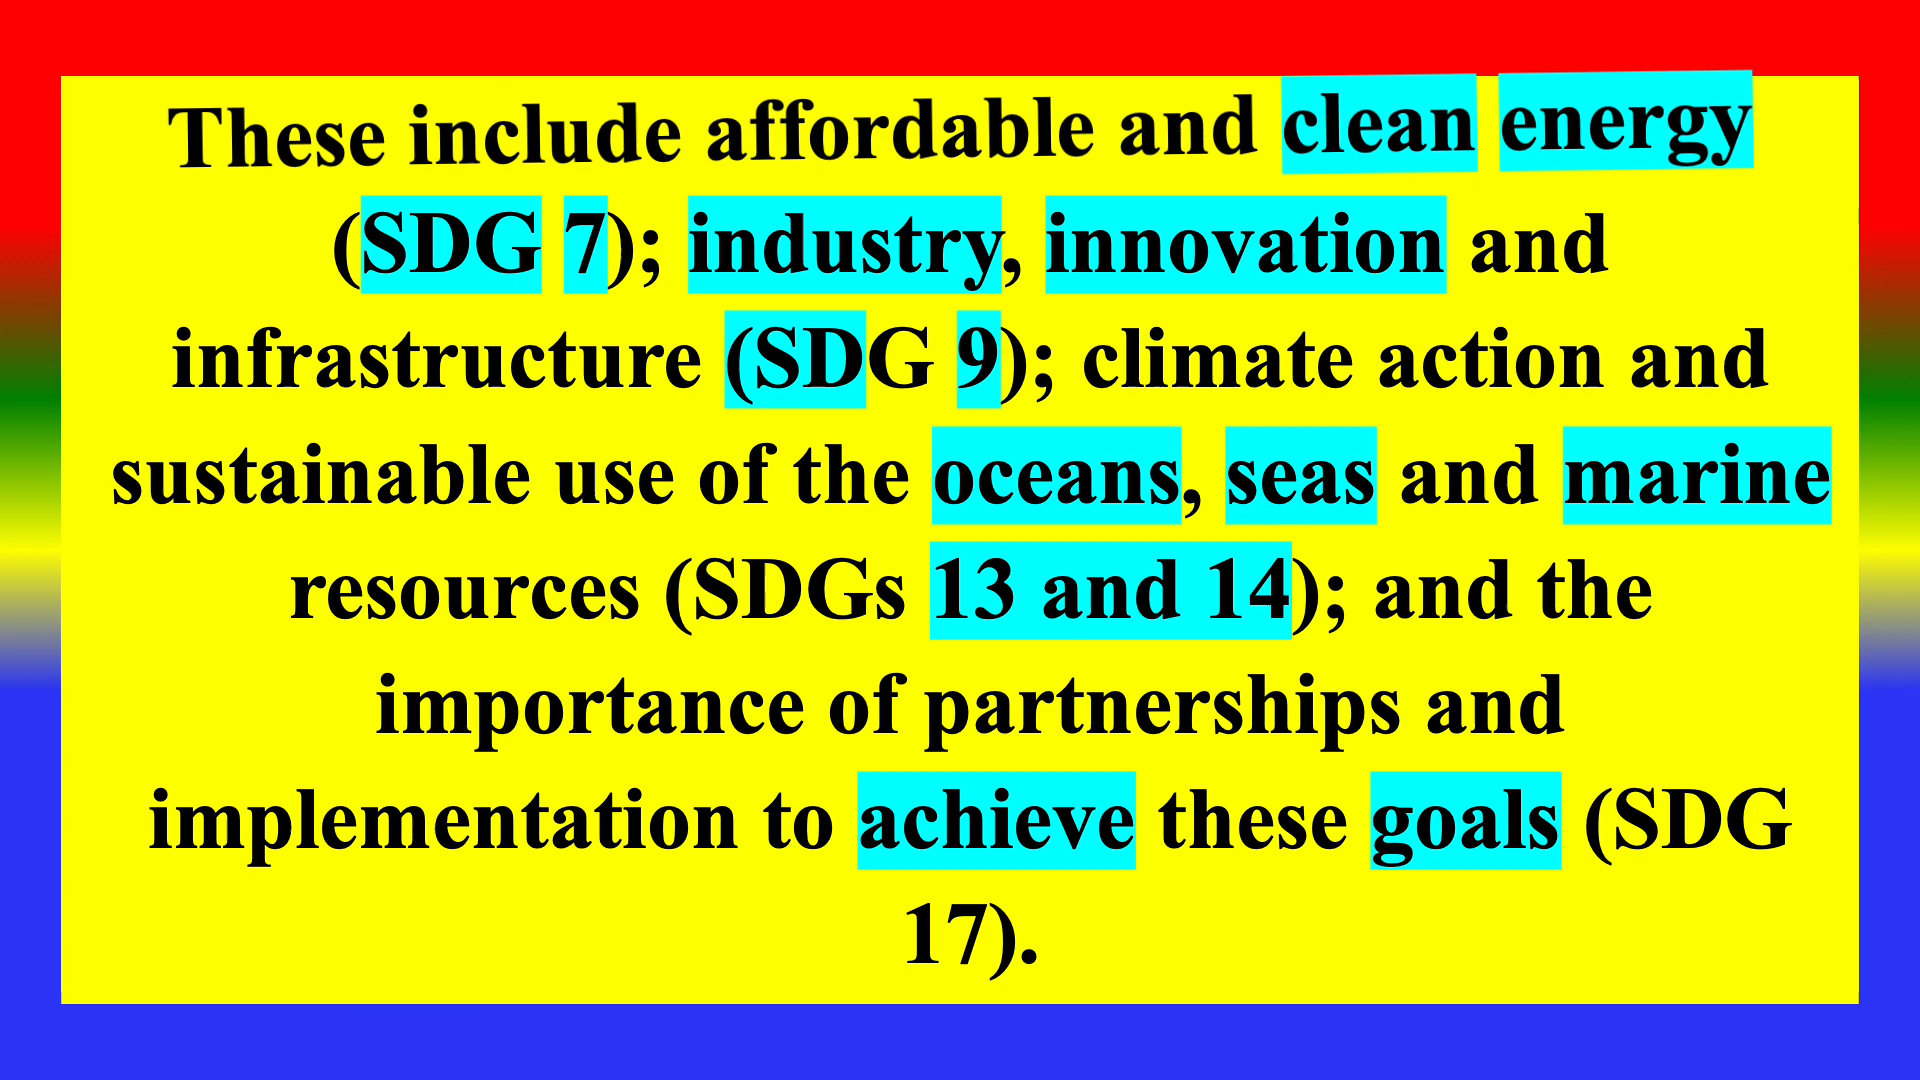 These include affordable and clean energy
(SDG 7); industry, innovation and
infrastructure (SDG 9); climate action and
sustainable use of the oceans, seas and marine
resources (SDGs 13 and 14); and the
importance of partnerships and
implementation to achieve these goals (SDG
17).